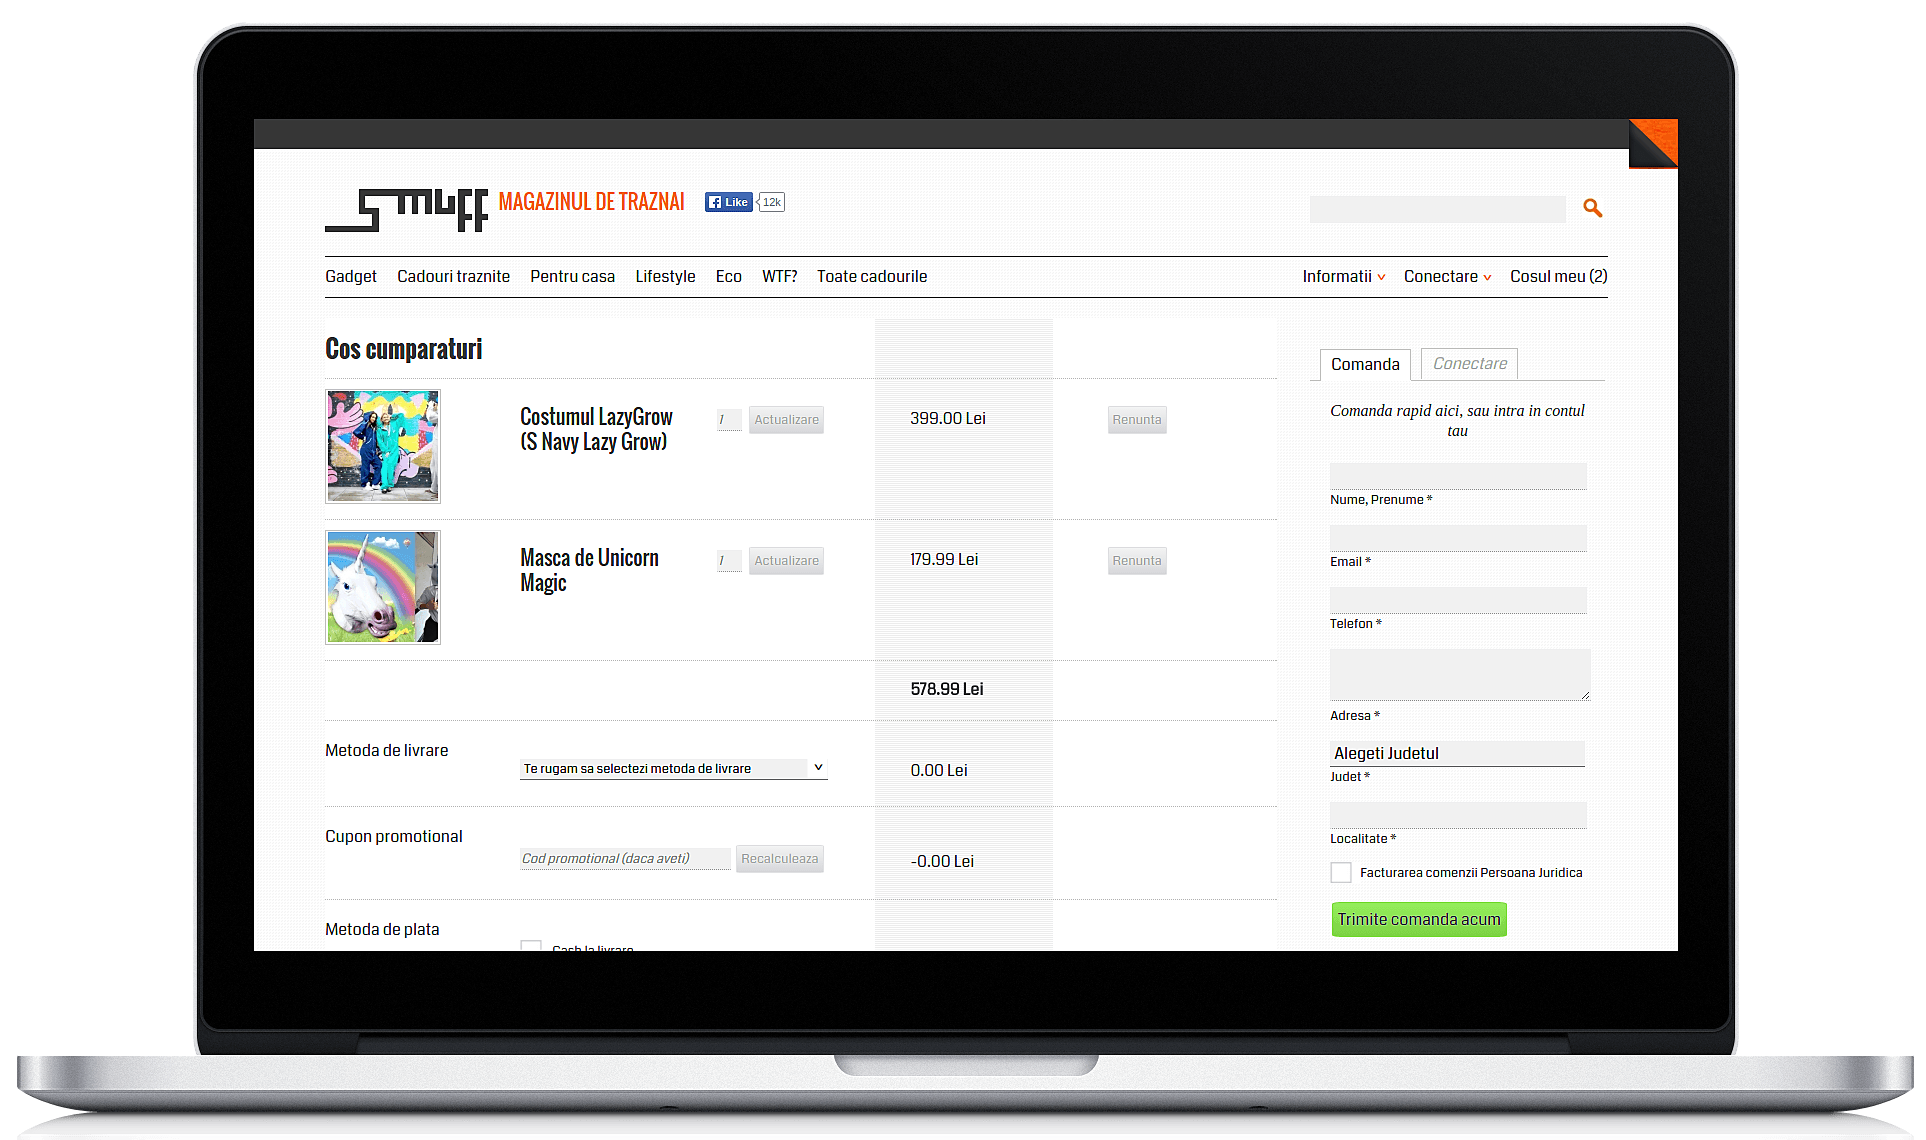 smuff MAGAZINUL DE TRAZNAI Like 12k
Gadget Cadouri traznite Pentru casa Lifestyle Eco WTF? Toate cadourile Informatii Conectare Cosul meu (2)
Cos cumparaturi
Costumul LazyGrow
(S Navy Lazy Grow)
1 Actualizare 399.00 Lei Renunta
Masca de Unicorn
Magic
1 Actualizare 179.99 Lei Renunta
578.99 Lei
Metoda de livrare
Te rugam sa selectezi metoda de livrare 0.00 Lei
Cupon promotional
Cod promotional (daca aveti) Recalculeaza -0.00 Lei
Metoda de plata
Cash la livrare
Comanda Conectare
Comanda rapid aici, sau intra in contul
tau
Nume, Prenume *
Email *
Telefon *
Adresa *
Alegeti Judetul
Judet *
Localitate *
Facturarea comenzii Persoana Juridica
Trimite comanda acum